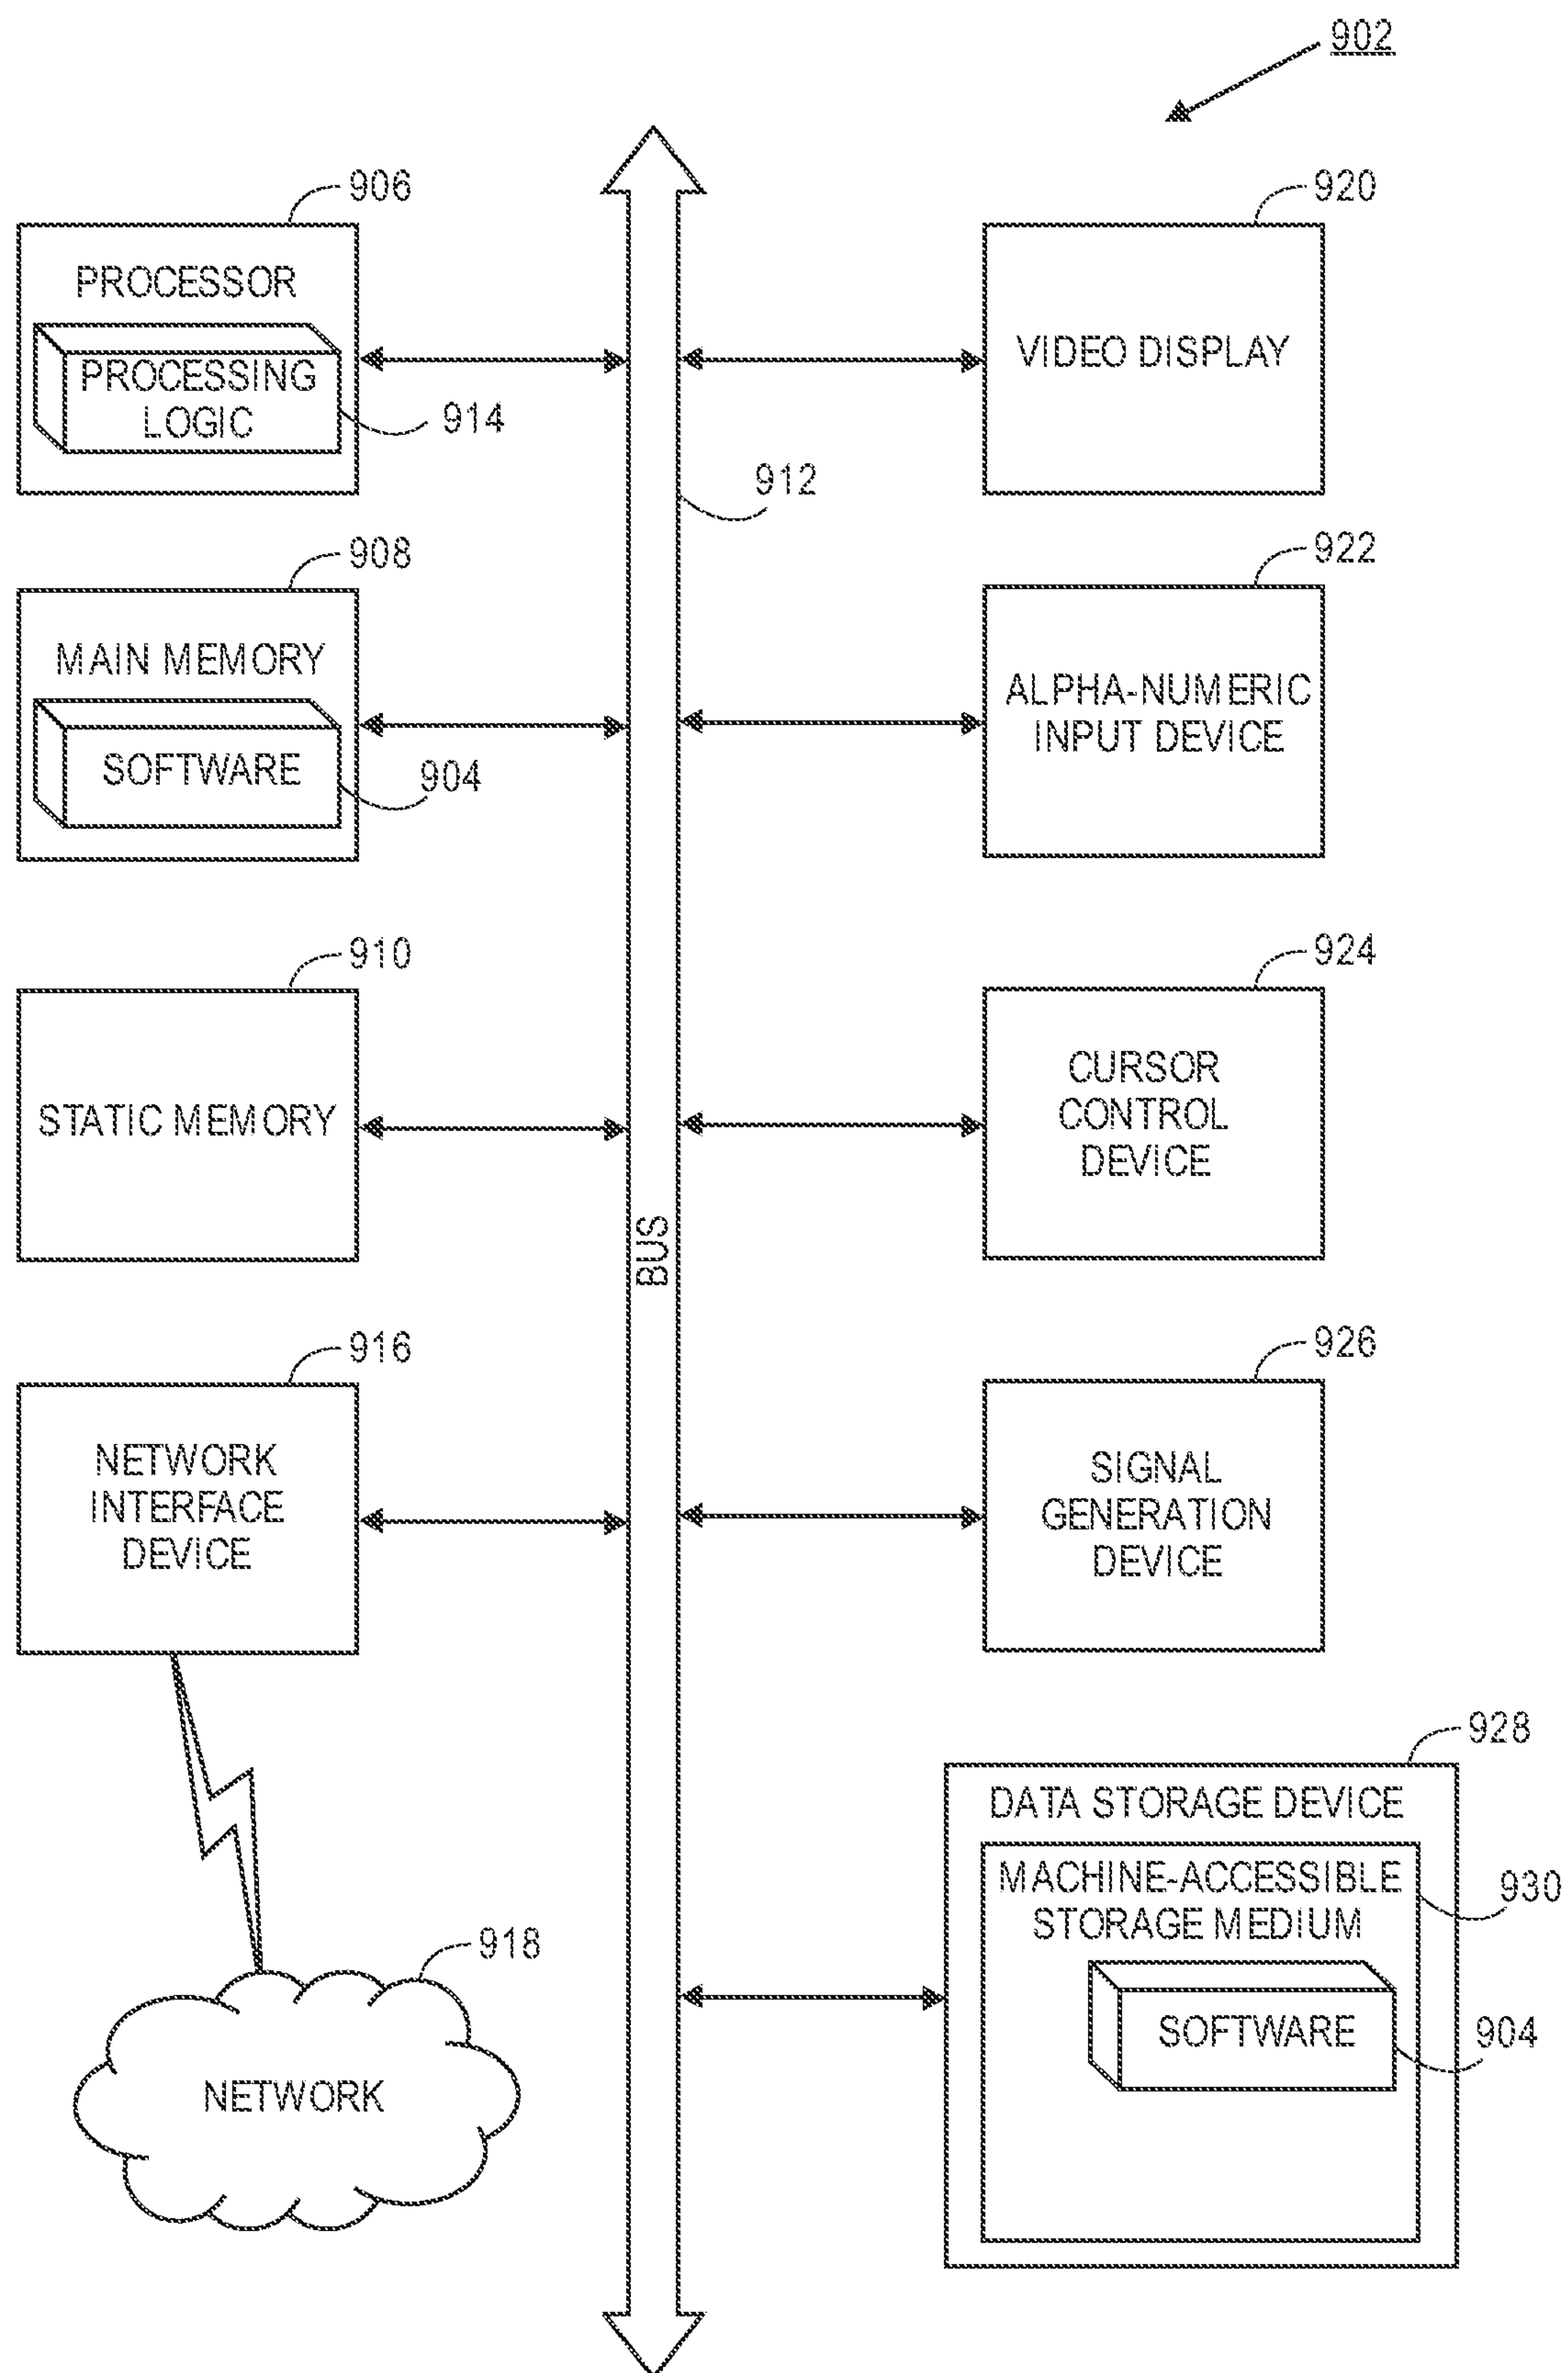 902
906
PROCESSOR
PROCESSING
LOGIC
914
920
VIDEO DISPLAY
912
908
MAIN MEMORY
SOFTWARE
904
922
ALPHA-NUMERIC
INPUT DEVICE
910
STATIC MEMORY
924
CURSOR
CONTROL
DEVICE
BUS
916
NETWORK
INTERFACE
DEVICE
926
SIGNAL
GENERATION
DEVICE
918
NETWORK
928
DATA STORAGE DEVICE
MACHINE-ACCESSIBLE
STORAGE MEDIUM
930
SOFTWARE
904